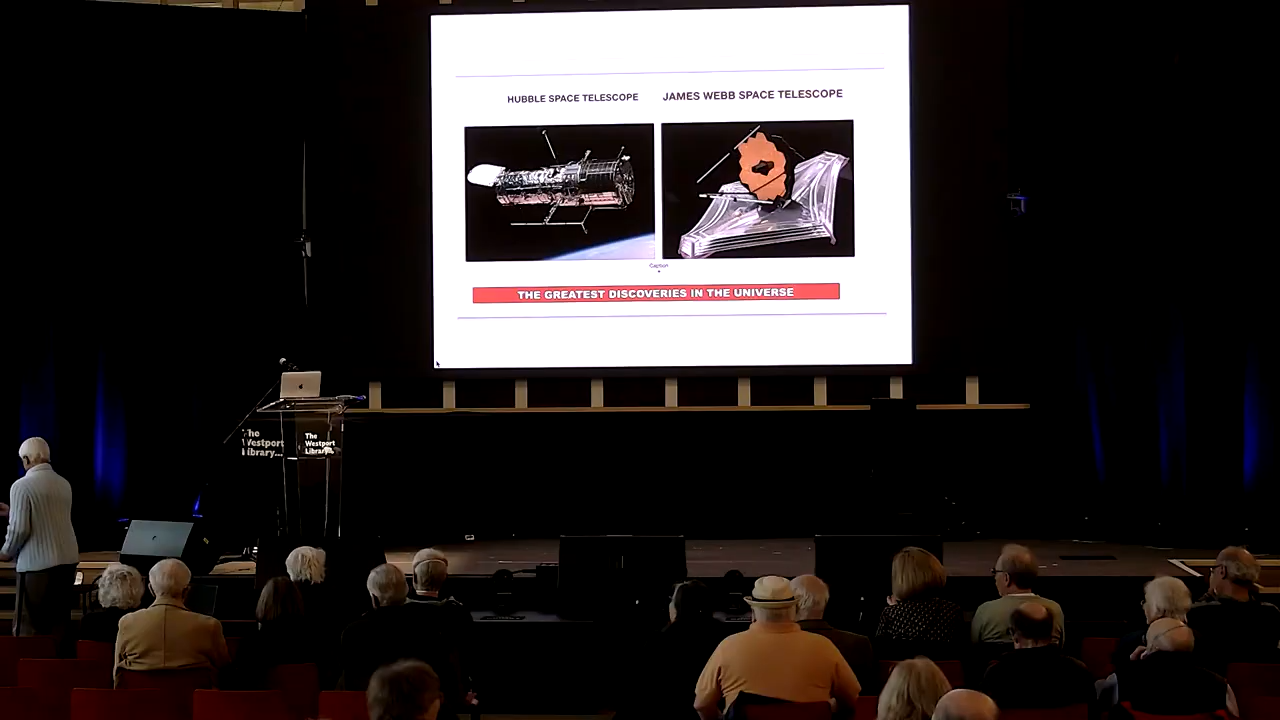 HUBBLE SPACE TELESCOPE
JAMES WEBB SPACE TELESCOPE
Caption
THE GREATEST DISCOVERIES IN THE UNIVERSE
The
Westport
Library...
The
Westport
Library...